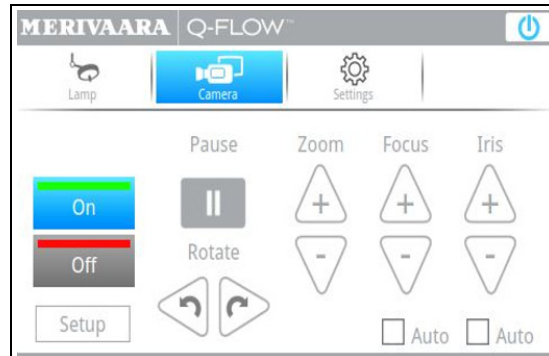 MERIVAARA Q-FLOW™
Lamp Camera Settings
Pause Zoom Focus Iris
On
Off
Rotate
Setup
Auto Auto